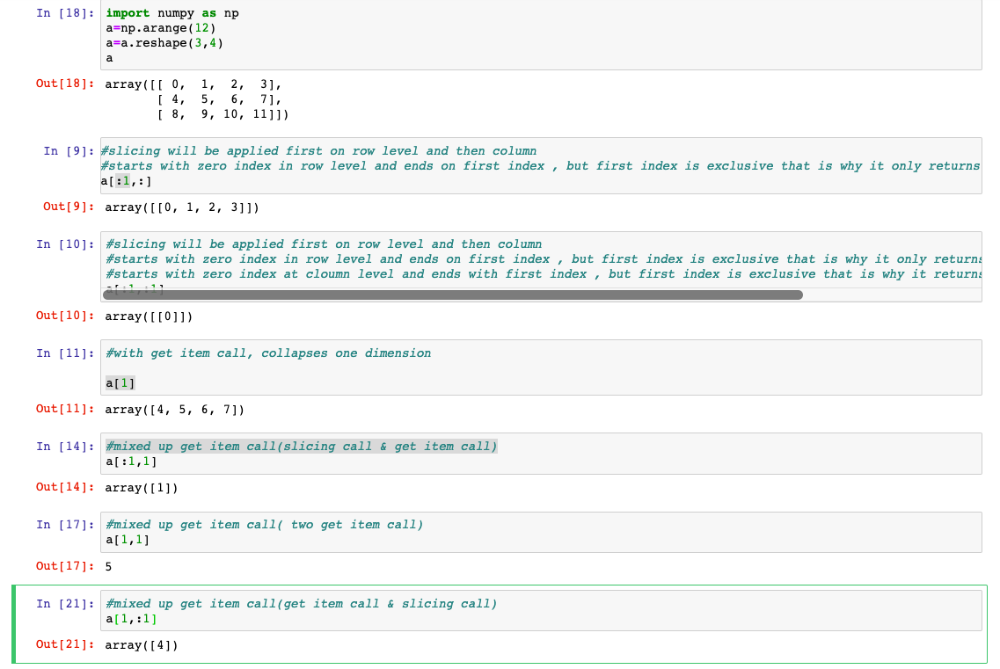 In [18]: import numpy as np
a=np.arange(12)
a=a.reshape(3,4)
a
Out[18]: array([[ 0, 1, 2, 3],
[ 4, 5, 6, 7],
[ 8, 9, 10, 11]])
In [9]: #slicing will be applied first on row level and then column
#starts with zero index in row level and ends on first index , but first index is exclusive that is why it only returns
a[:1,:]
Out[9]: array([[0, 1, 2, 3]])
In [10]: #slicing will be applied first on row level and then column
#starts with zero index in row level and ends on first index , but first index is exclusive that is why it only returns
#starts with zero index at cloumn level and ends with first index , but first index is exclusive that is why it returns
a[:1,:1]
Out[10]: array([[0]])
In [11]: #with get item call, collapses one dimension
a[1]
Out[11]: array([4, 5, 6, 7])
In [14]: #mixed up get item call(slicing call & get item call)
a[:1,1]
Out[14]: array([1])
In [17]: #mixed up get item call( two get item call)
a[1,1]
Out[17]: 5
In [21]: #mixed up get item call(get item call & slicing call)
a[1,:1]
Out[21]: array([4])